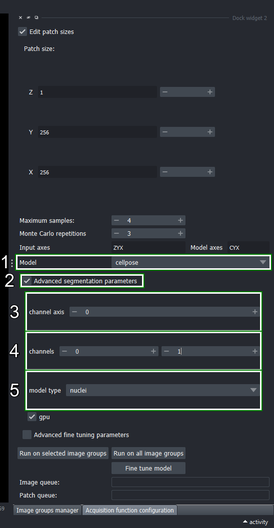 Dock widget 2
Edit patch sizes
Patch size:
Z 1 − +
Y 256 − +
X 256 − +
Maximum samples: − 4 +
Monte Carlo repetitions − 3 +
Input axes ZYX Model axes CYX
1 Model cellpose
2 Advanced segmentation parameters
3 channel axis − 0 +
4 channels − 0 + − 1 +
5 model type nuclei
gpu
Advanced fine tuning parameters
Run on selected image groups Run on all image groups
Fine tune model
Image queue:
Patch queue:
Image groups manager Acquisition function configuration
activity